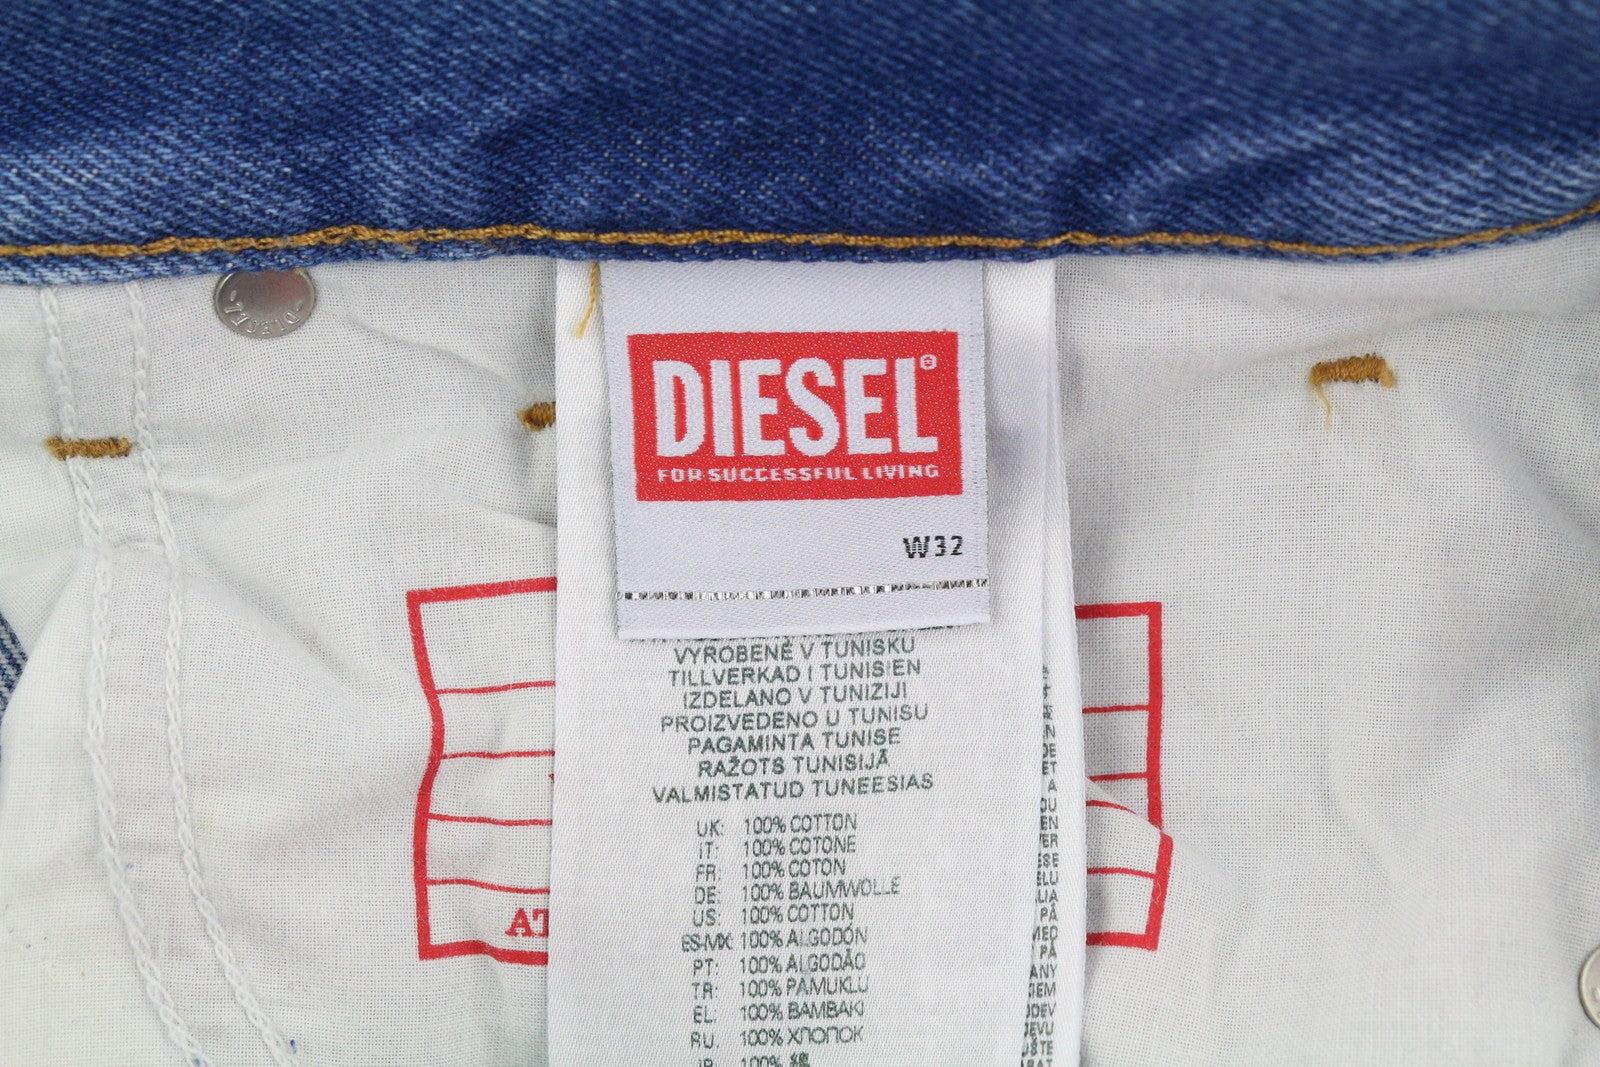 DIESEL
DIESEL®
FOR SUCCESSFUL LIVING
W32
VYROBENÉ V TUNISKU
TILLVERKAD I TUNISIEN
IZDELANO V TUNIZIJI
PROIZVEDENO U TUNISU
PAGAMINTA TUNISE
RAŽOTS TUNISIJĀ
VALMISTATUD TUNEESIAS
UK: 100% COTTON
IT: 100% COTONE
FR: 100% COTON
DE: 100% BAUMWOLLE
US: 100% COTTON
ES-MX: 100% ALGODÓN
PT: 100% ALGODÃO
TR: 100% PAMUKLU
EL: 100% BAMBAKI
RU: 100% ХЛОПОК
100%